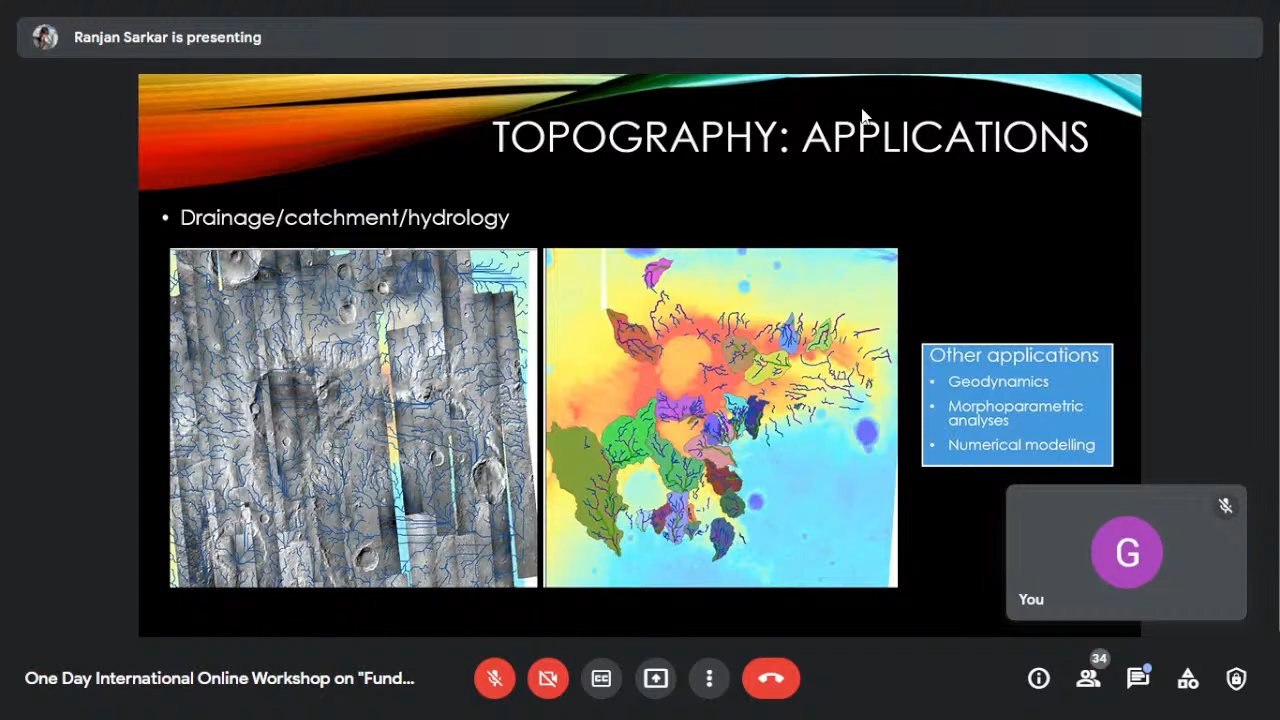 Ranjan Sarkar is presenting
TOPOGRAPHY: APPLICATIONS
• Drainage/catchment/hydrology
Other applications
• Geodynamics
• Morphoparametric
analyses
• Numerical modelling
G
You
34
One Day International Online Workshop on "Fund...
CC